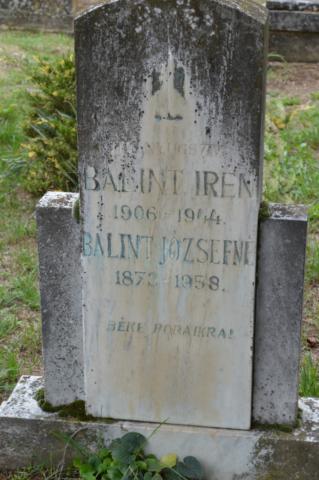 BÁLINT IRÉN
1906-1944.
BÁLINT JÓZSEFNÉ
1873-1958.
BÉKE PORAIKRA!